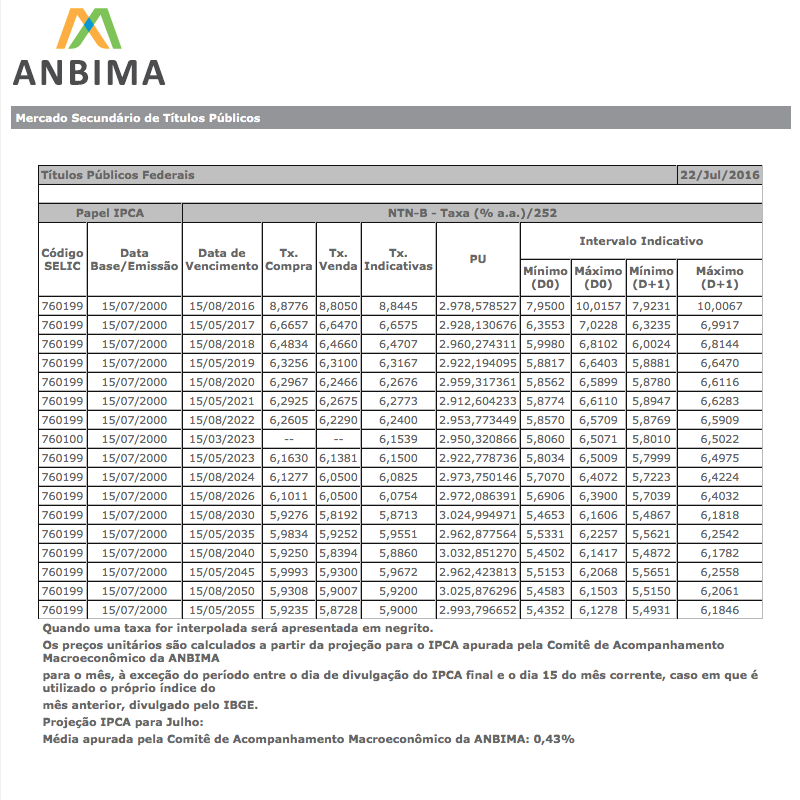 ANBIMA
Mercado Secundário de Títulos Públicos
Títulos Públicos Federais 22/Jul/2016
Papel IPCA NTN-B - Taxa (% a.a.)/252
Código SELIC Data Base/Emissão Data de Vencimento Tx. Compra Tx. Venda Tx. Indicativas PU Intervalo Indicativo
Mínimo (D0) Máximo (D0) Mínimo (D+1) Máximo (D+1)
760199 15/07/2000 15/08/2016 8,8776 8,8050 8,8445 2.978,578527 7,9500 10,0157 7,9231 10,0067
760199 15/07/2000 15/05/2017 6,6657 6,6470 6,6575 2.928,130676 6,3553 7,0228 6,3235 6,9917
760199 15/07/2000 15/08/2018 6,4834 6,4660 6,4707 2.960,274311 5,9980 6,8102 6,0024 6,8144
760199 15/07/2000 15/05/2019 6,3256 6,3100 6,3167 2.922,194095 5,8817 6,6403 5,8881 6,6470
760199 15/07/2000 15/08/2020 6,2967 6,2466 6,2676 2.959,317361 5,8562 6,5899 5,8780 6,6116
760199 15/07/2000 15/05/2021 6,2925 6,2675 6,2773 2.912,604233 5,8774 6,6110 5,8947 6,6283
760199 15/07/2000 15/08/2022 6,2605 6,2290 6,2400 2.953,773449 5,8570 6,5709 5,8769 6,5909
760100 15/07/2000 15/03/2023 -- -- 6,1539 2.950,320866 5,8060 6,5071 5,8010 6,5022
760199 15/07/2000 15/05/2023 6,1630 6,1381 6,1500 2.922,778736 5,8034 6,5009 5,7999 6,4975
760199 15/07/2000 15/08/2024 6,1277 6,0500 6,0825 2.973,750146 5,7070 6,4072 5,7223 6,4224
760199 15/07/2000 15/08/2026 6,1011 6,0500 6,0754 2.972,086391 5,6906 6,3900 5,7039 6,4032
760199 15/07/2000 15/08/2030 5,9276 5,8192 5,8713 3.024,994971 5,4653 6,1606 5,4867 6,1818
760199 15/07/2000 15/05/2035 5,9834 5,9252 5,9551 2.962,877564 5,5331 6,2257 5,5621 6,2542
760199 15/07/2000 15/08/2040 5,9250 5,8394 5,8860 3.032,851270 5,4502 6,1417 5,4872 6,1782
760199 15/07/2000 15/05/2045 5,9993 5,9300 5,9672 2.962,423813 5,5153 6,2068 5,5651 6,2558
760199 15/07/2000 15/08/2050 5,9308 5,9007 5,9200 3.025,876296 5,4583 6,1503 5,5150 6,2061
760199 15/07/2000 15/05/2055 5,9235 5,8728 5,9000 2.993,796652 5,4352 6,1278 5,4931 6,1846
Quando uma taxa for interpolada será apresentada em negrito.
Os preços unitários são calculados a partir da projeção para o IPCA apurada pela Comitê de Acompanhamento
Macroeconômico da ANBIMA
para o mês, à exceção do período entre o dia de divulgação do IPCA final e o dia 15 do mês corrente, caso em que é
utilizado o próprio índice do
mês anterior, divulgado pelo IBGE.
Projeção IPCA para Julho:
Média apurada pela Comitê de Acompanhamento Macroeconômico da ANBIMA: 0,43%